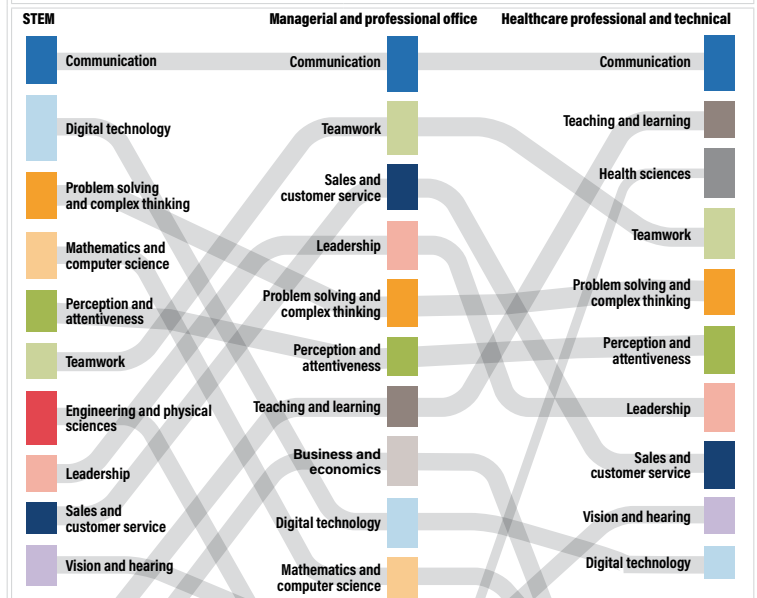 STEM
Communication
Digital technology
Problem solving
and complex thinking
Mathematics and
computer science
Perception and
attentiveness
Teamwork
Engineering and physical
sciences
Leadership
Sales and
customer service
Vision and hearing
Managerial and professional office
Communication
Teamwork
Sales and
customer service
Leadership
Problem solving and
complex thinking
Perception and
attentiveness
Teaching and learning
Business and
economics
Digital technology
Mathematics and
computer science
Healthcare professional and technical
Communication
Teaching and learning
Health sciences
Teamwork
Problem solving and
complex thinking
Perception and
attentiveness
Leadership
Sales and
customer service
Vision and hearing
Digital technology